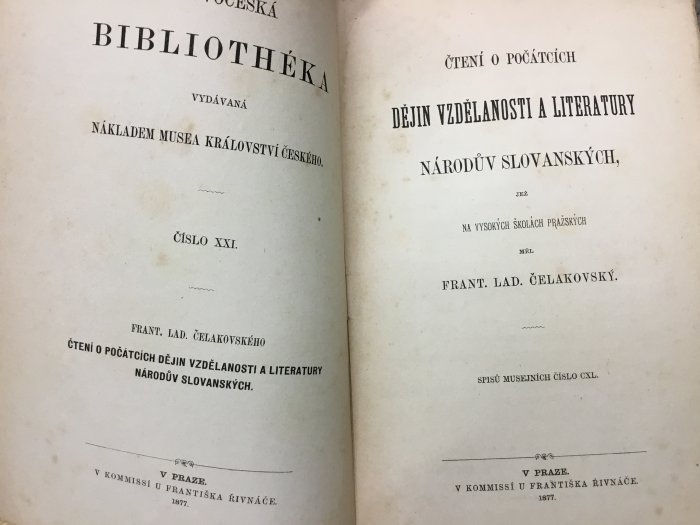 BIBLIOTHÉKA
VYDÁVANÁ
NÁKLADEM MUSEA KRÁLOVSTVÍ ČESKÉHO.
ČÍSLO XXI.
FRANT. LAD. ČELAKOVSKÉHO
ČTENÍ O POČÁTCÍCH DĚJIN VZDĚLANOSTI A LITERATURY
NÁRODŮV SLOVANSKÝCH.
V PRAZE.
V KOMMISSÍ U FRANTIŠKA ŘIVNÁČE.
1877.
ČTENÍ O POČÁTCÍCH
DĚJIN VZDĚLANOSTI A LITERATURY
NÁRODŮV SLOVANSKÝCH,
JEŽ
NA VYSOKÝCH ŠKOLÁCH PRAŽSKÝCH
MĚL
FRANT. LAD. ČELAKOVSKÝ.
SPISŮ MUSEJNÍCH ČÍSLO CXL.
V PRAZE.
V KOMMISSÍ U FRANTIŠKA ŘIVNÁČE.
1877.